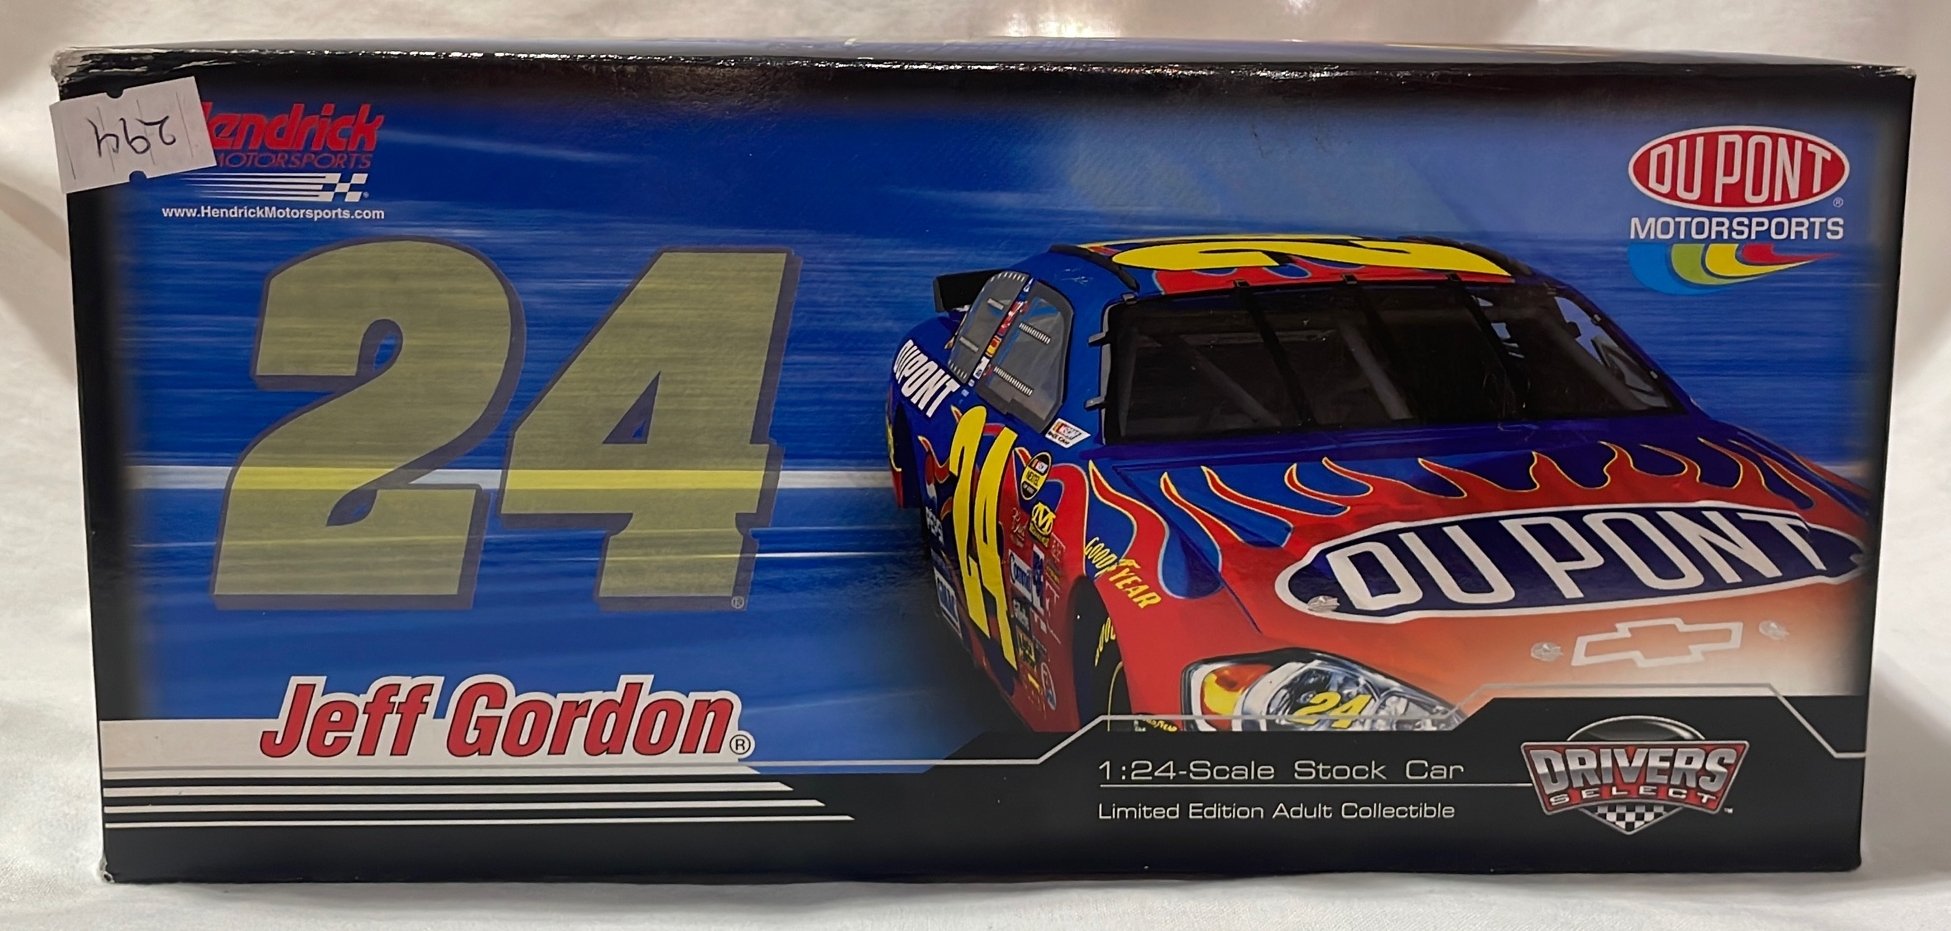 294
Hendrick
MOTORSPORTS
www.HendrickMotorsports.com
24
Jeff Gordon®
DUPONT®
MOTORSPORTS
DUPONT
24
GOODYEAR
DUPONT
24
1:24-Scale Stock Car
Limited Edition Adult Collectible
DRIVERS
SELECT™